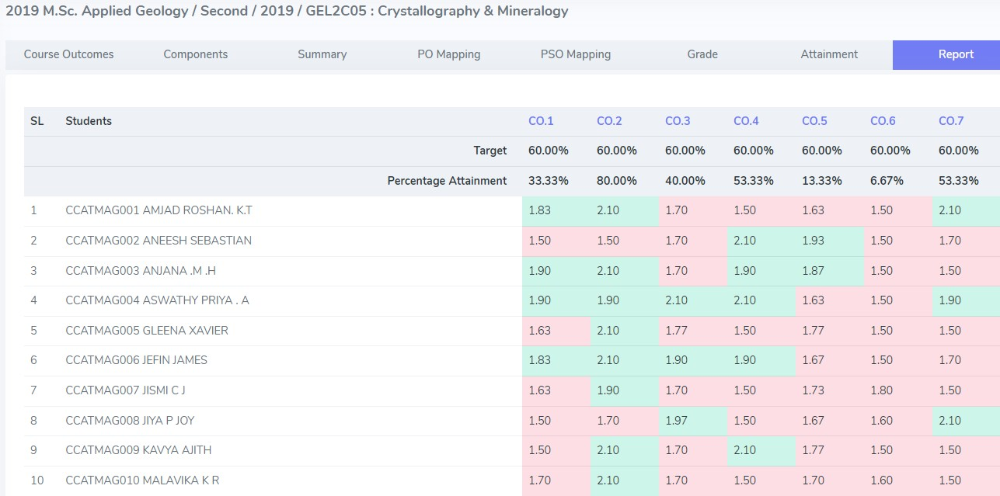 2019 M.Sc. Applied Geology / Second / 2019 / GEL2C05 : Crystallography & Mineralogy
Course Outcomes Components Summary PO Mapping PSO Mapping Grade Attainment Report
SL Students CO.1 CO.2 CO.3 CO.4 CO.5 CO.6 CO.7
Target 60.00% 60.00% 60.00% 60.00% 60.00% 60.00% 60.00%
Percentage Attainment 33.33% 80.00% 40.00% 53.33% 13.33% 6.67% 53.33%
1 CCATMAG001 AMJAD ROSHAN. K.T 1.83 2.10 1.70 1.50 1.63 1.50 2.10
2 CCATMAG002 ANEESH SEBASTIAN 1.50 1.50 1.70 2.10 1.93 1.50 1.70
3 CCATMAG003 ANJANA .M .H 1.90 2.10 1.70 1.90 1.87 1.50 1.50
4 CCATMAG004 ASWATHY PRIYA . A 1.90 1.90 2.10 2.10 1.63 1.50 1.90
5 CCATMAG005 GLEENA XAVIER 1.63 2.10 1.77 1.50 1.77 1.50 1.50
6 CCATMAG006 JEFIN JAMES 1.83 2.10 1.90 1.90 1.67 1.50 1.70
7 CCATMAG007 JISMI C J 1.63 1.90 1.70 1.50 1.73 1.80 1.50
8 CCATMAG008 JIYA P JOY 1.50 1.70 1.97 1.50 1.67 1.60 2.10
9 CCATMAG009 KAVYA AJITH 1.50 2.10 1.70 2.10 1.77 1.50 1.50
10 CCATMAG010 MALAVIKA K R 1.70 2.10 1.70 1.50 1.70 1.60 1.50